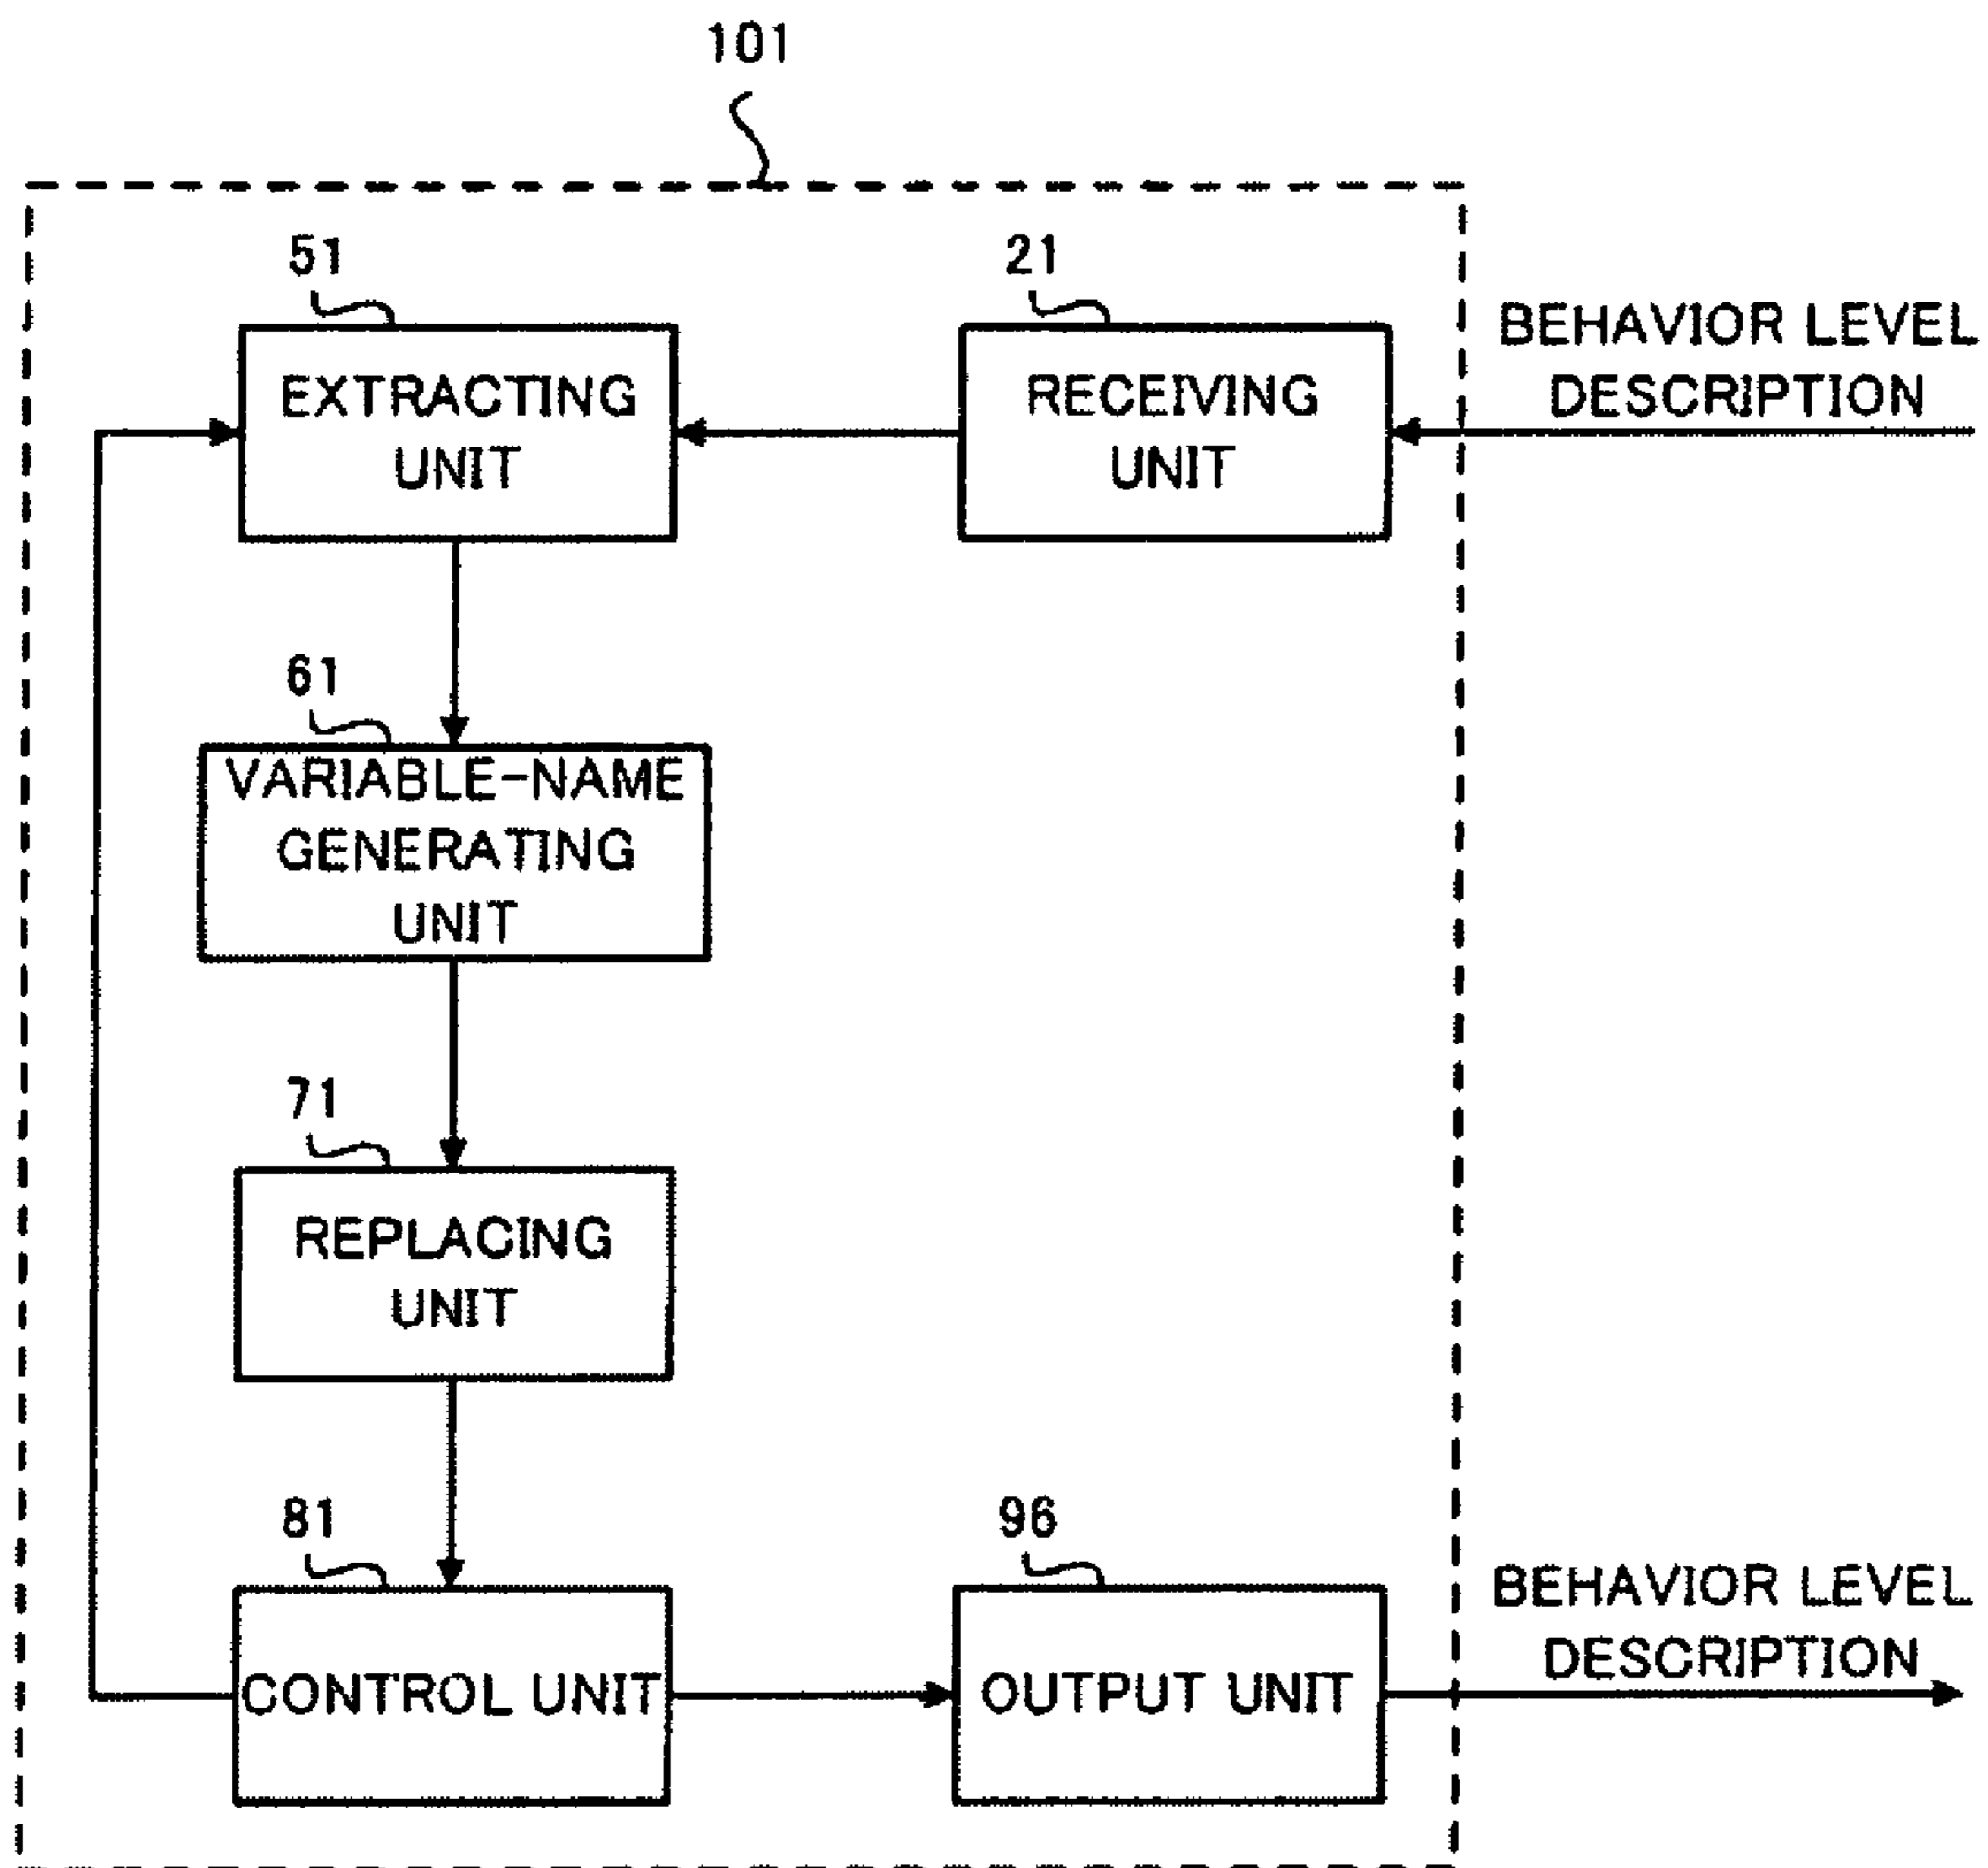 101
51
21
EXTRACTING
UNIT
RECEIVING
UNIT
BEHAVIOR LEVEL
DESCRIPTION
61
VARIABLE-NAME
GENERATING
UNIT
71
REPLACING
UNIT
81
96
CONTROL UNIT
OUTPUT UNIT
BEHAVIOR LEVEL
DESCRIPTION